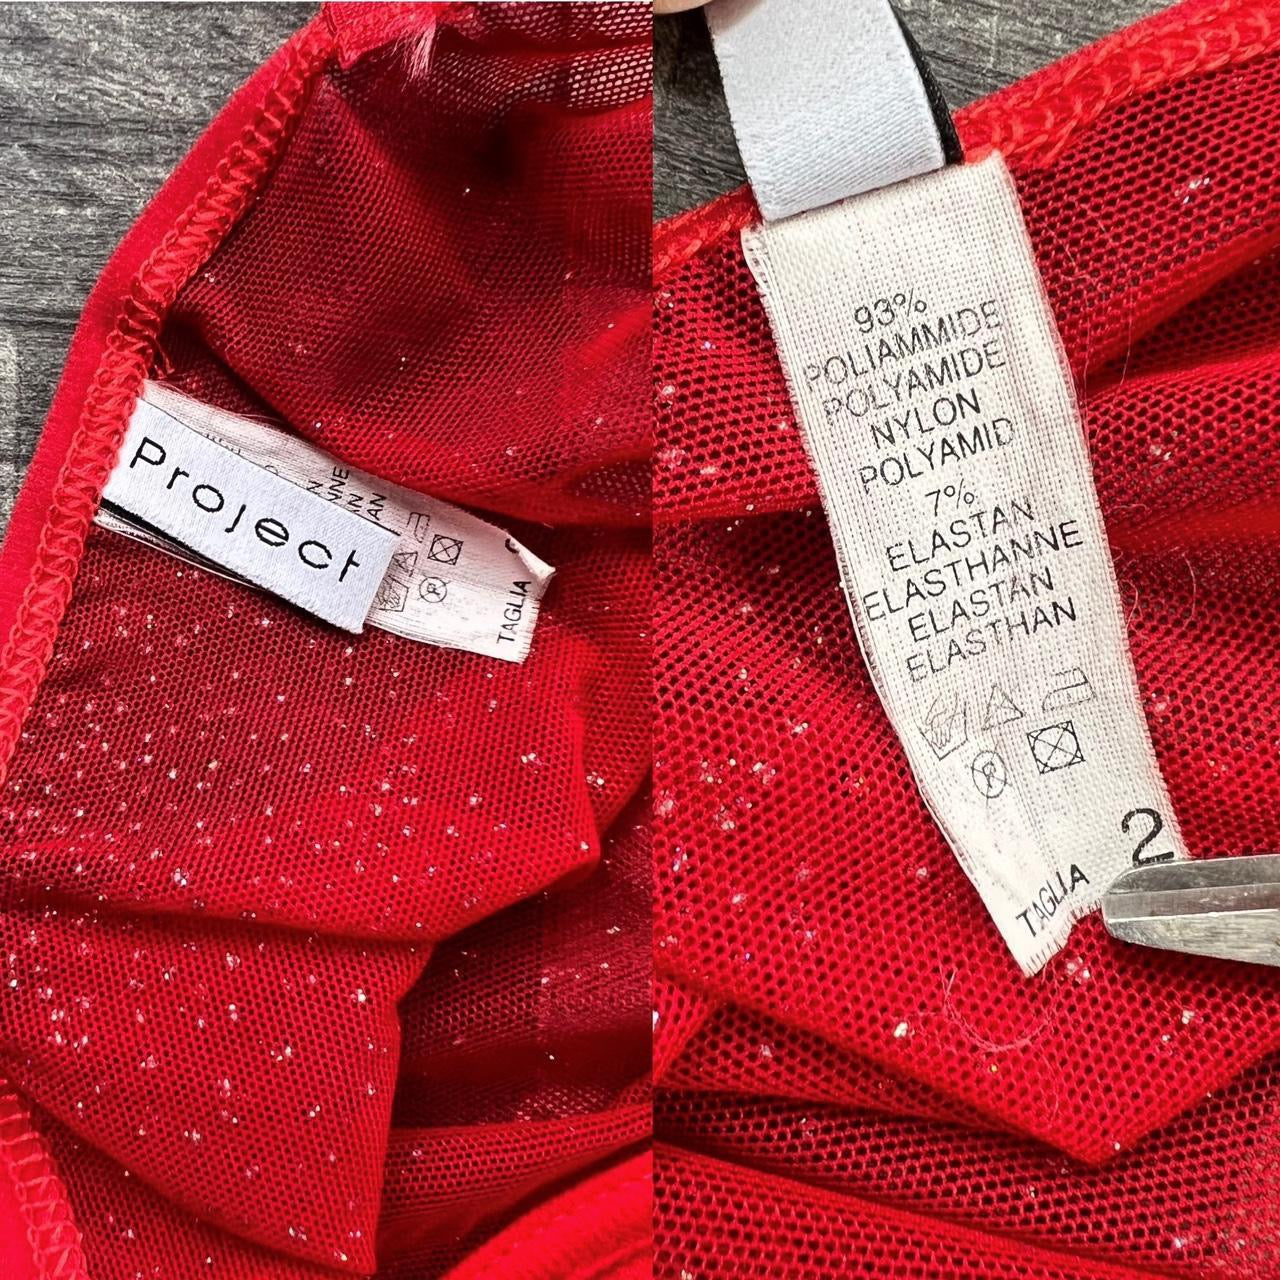 Project
TAGLIA
93%
POLIAMMIDE
POLYAMIDE
NYLON
POLYAMID
7%
ELASTAN
ELASTHANNE
ELASTAN
ELASTHAN
TAGLIA 2